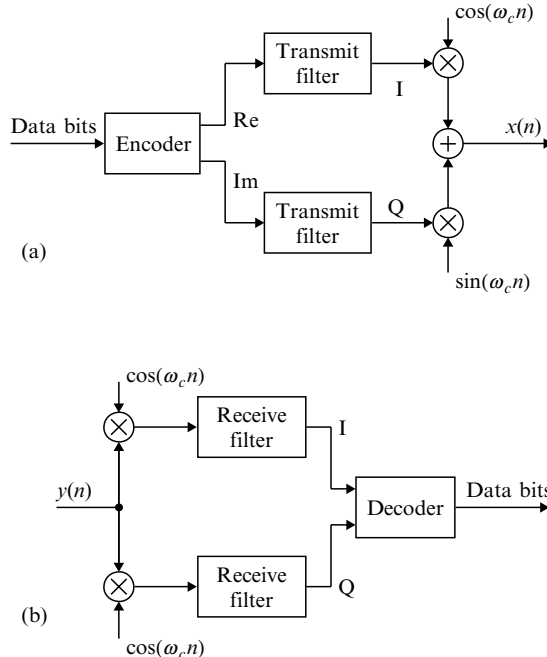 cos(ω_c n)
Transmit
filter
I
x(n)
Data bits
Encoder
Re
Im
Transmit
filter
Q
(a)
sin(ω_c n)
cos(ω_c n)
Receive
filter
I
y(n)
Decoder
Data bits
Receive
filter
Q
(b)
cos(ω_c n)